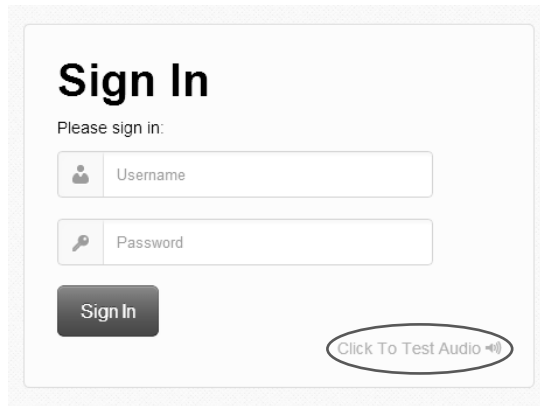 Sign In
Please sign in:
Username
Password
Sign In
Click To Test Audio